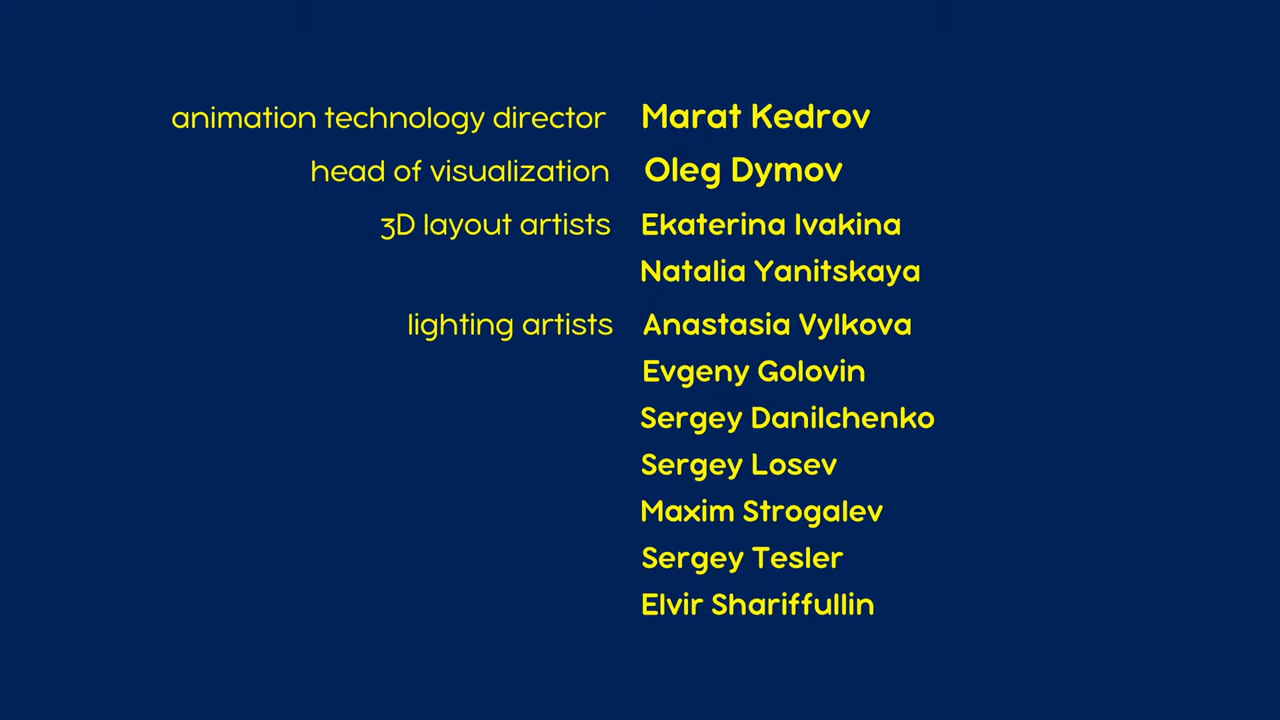 animation technology director Marat Kedrov
head of visualization Oleg Dymov
3D layout artists Ekaterina Ivakina
Natalia Yanitskaya
lighting artists Anastasia Vylkova
Evgeny Golovin
Sergey Danilchenko
Sergey Losev
Maxim Strogalev
Sergey Tesler
Elvir Shariffullin